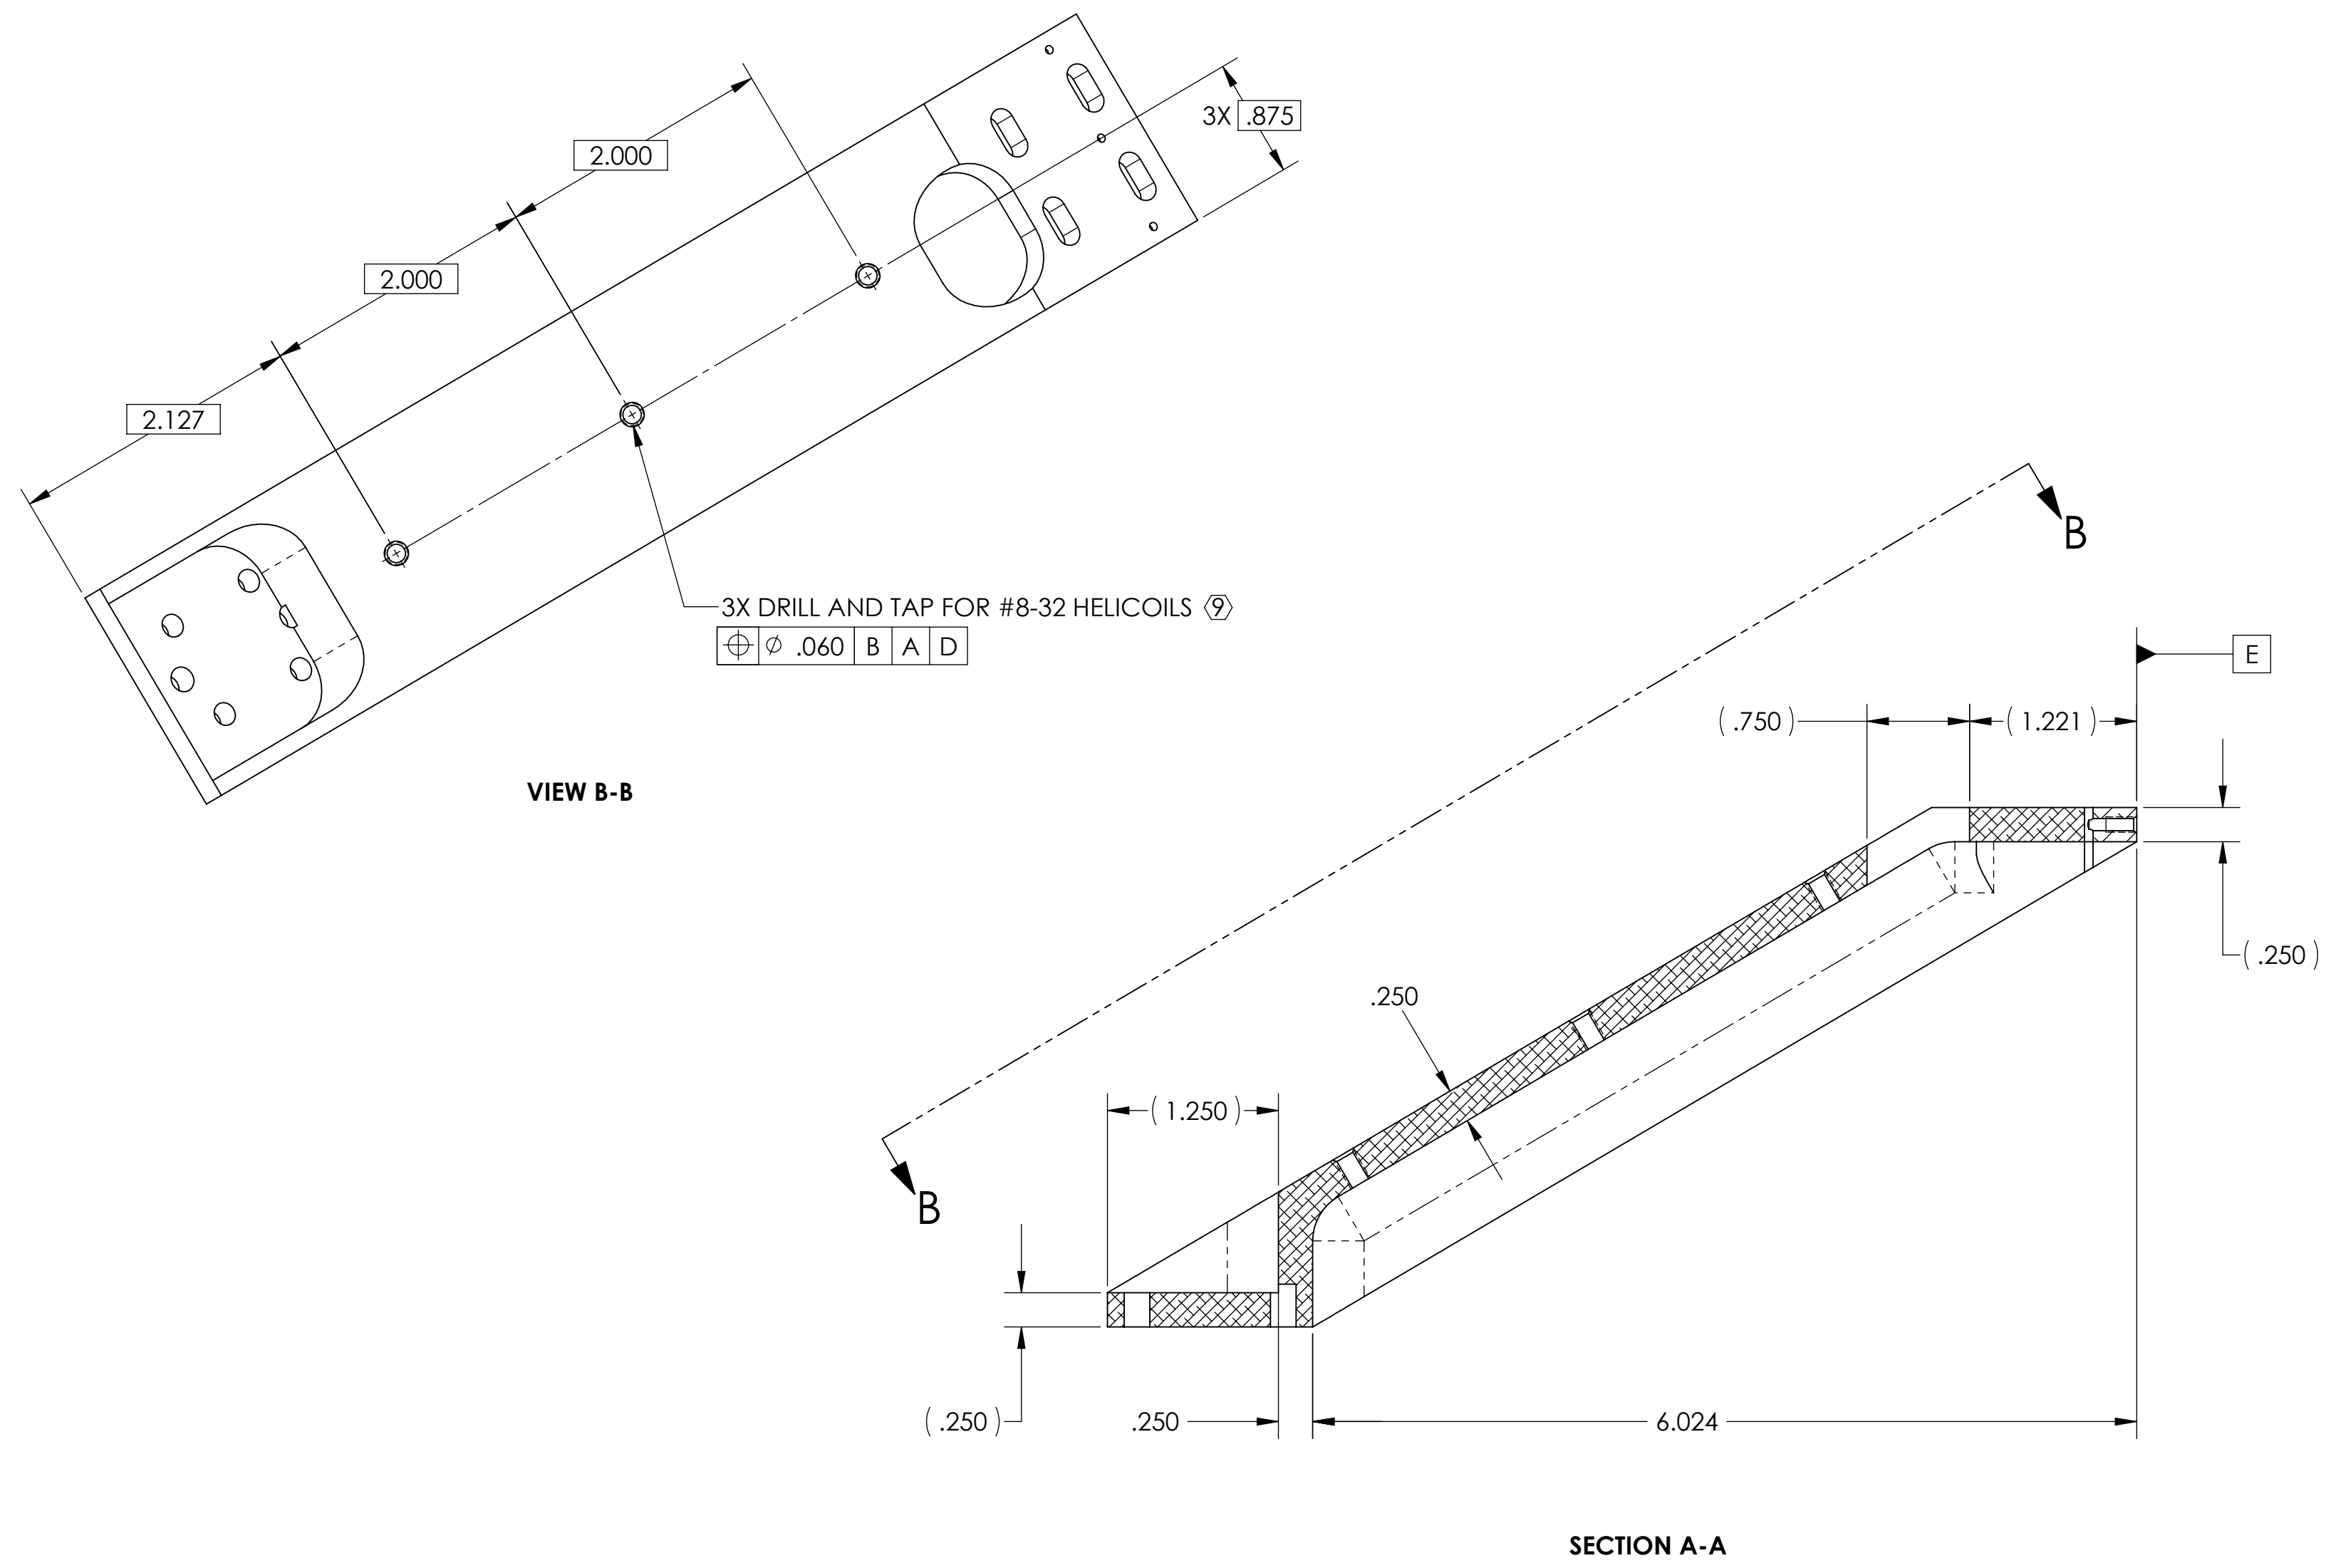 3X .875
2.000
2.000
2.127
3X DRILL AND TAP FOR #8-32 HELICOILS 9
⌖ ⌀ .060 B A D
VIEW B-B
B
E
( .750 )
( 1.221 )
( .250 )
.250
( 1.250 )
B
( .250 )
.250
6.024
SECTION A-A